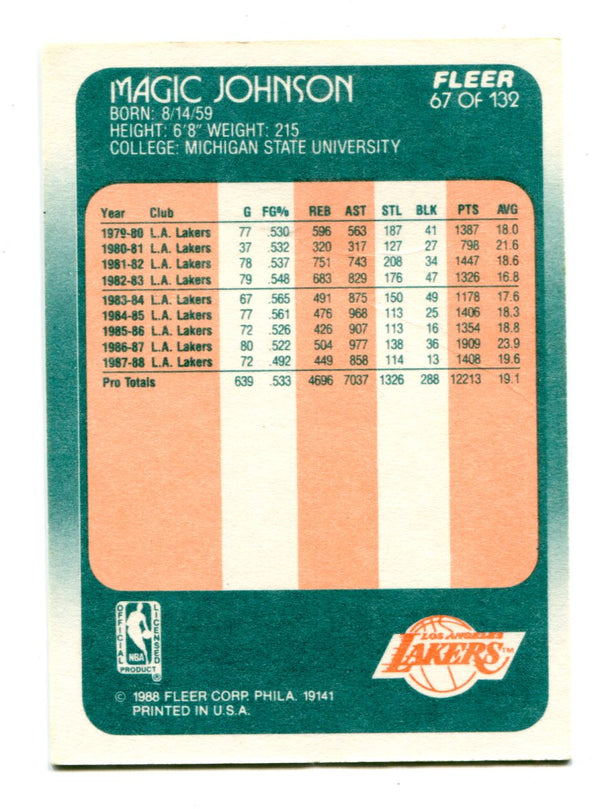 MAGIC JOHNSON
BORN: 8/14/59
HEIGHT: 6'8" WEIGHT: 215
COLLEGE: MICHIGAN STATE UNIVERSITY
FLEER
67 OF 132
Year Club G FG% REB AST STL BLK PTS AVG
1979-80 L.A. Lakers 77 .530 596 563 187 41 1387 18.0
1980-81 L.A. Lakers 37 .532 320 317 127 27 798 21.6
1981-82 L.A. Lakers 78 .537 751 743 208 34 1447 18.6
1982-83 L.A. Lakers 79 .548 683 829 176 47 1326 16.8
1983-84 L.A. Lakers 67 .565 491 875 150 49 1178 17.6
1984-85 L.A. Lakers 77 .561 476 968 113 25 1406 18.3
1985-86 L.A. Lakers 72 .526 426 907 113 16 1354 18.8
1986-87 L.A. Lakers 80 .522 504 977 138 36 1909 23.9
1987-88 L.A. Lakers 72 .492 449 858 114 13 1408 19.6
Pro Totals 639 .533 4696 7037 1326 288 12213 19.1
OFFICIAL
LICENSED
NBA
PRODUCT
®
LOS ANGELES
LAKERS™
© 1988 FLEER CORP. PHILA. 19141
PRINTED IN U.S.A.